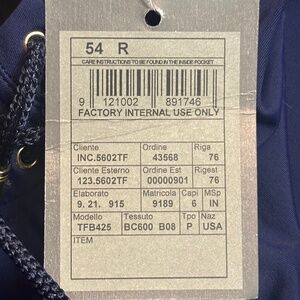 54 R
CARE INSTRUCTIONS TO BE FOUND IN THE INSIDE POCKET
9 121002 891746
FACTORY INTERNAL USE ONLY
Cliente Ordine Riga
INC.5602TF 43568 76
Cliente Esterno Ordine Est Rigest
123.5602TF 00000901 76
Elaborato Matricola Capi MSp
9. 21. 915 9189 6 IN
Modello Tessuto Tipo Naz
TFB425 BC600 B08 P USA
ITEM